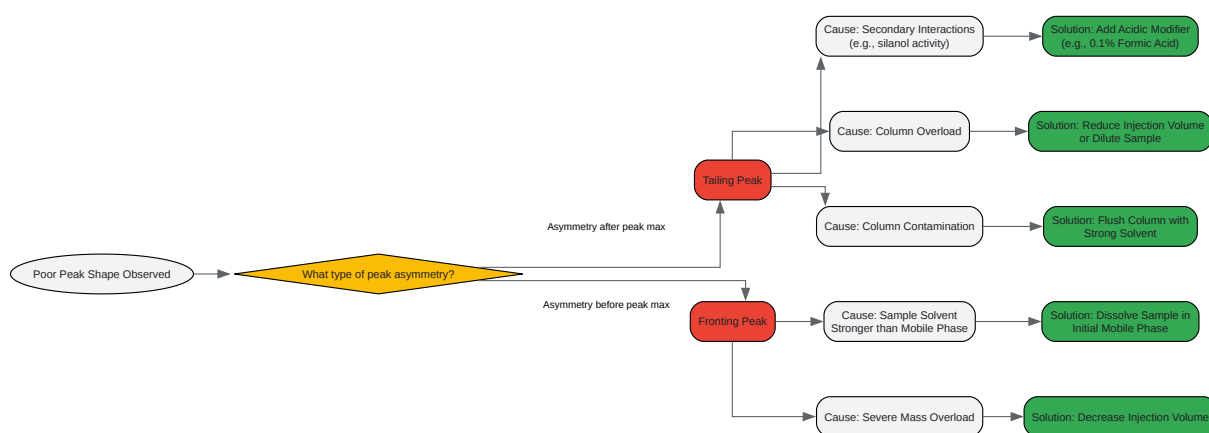 Cause: Secondary Interactions
(e.g., silanol activity)
Solution: Add Acidic Modifier
(e.g., 0.1% Formic Acid)
Cause: Column Overload
Solution: Reduce Injection Volume
or Dilute Sample
Tailing Peak
Asymmetry after peak max
Cause: Column Contamination
Solution: Flush Column with
Strong Solvent
Poor Peak Shape Observed
What type of peak asymmetry?
Asymmetry before peak max
Fronting Peak
Cause: Sample Solvent
Stronger than Mobile Phase
Solution: Dissolve Sample in
Initial Mobile Phase
Cause: Severe Mass Overload
Solution: Decrease Injection Volume